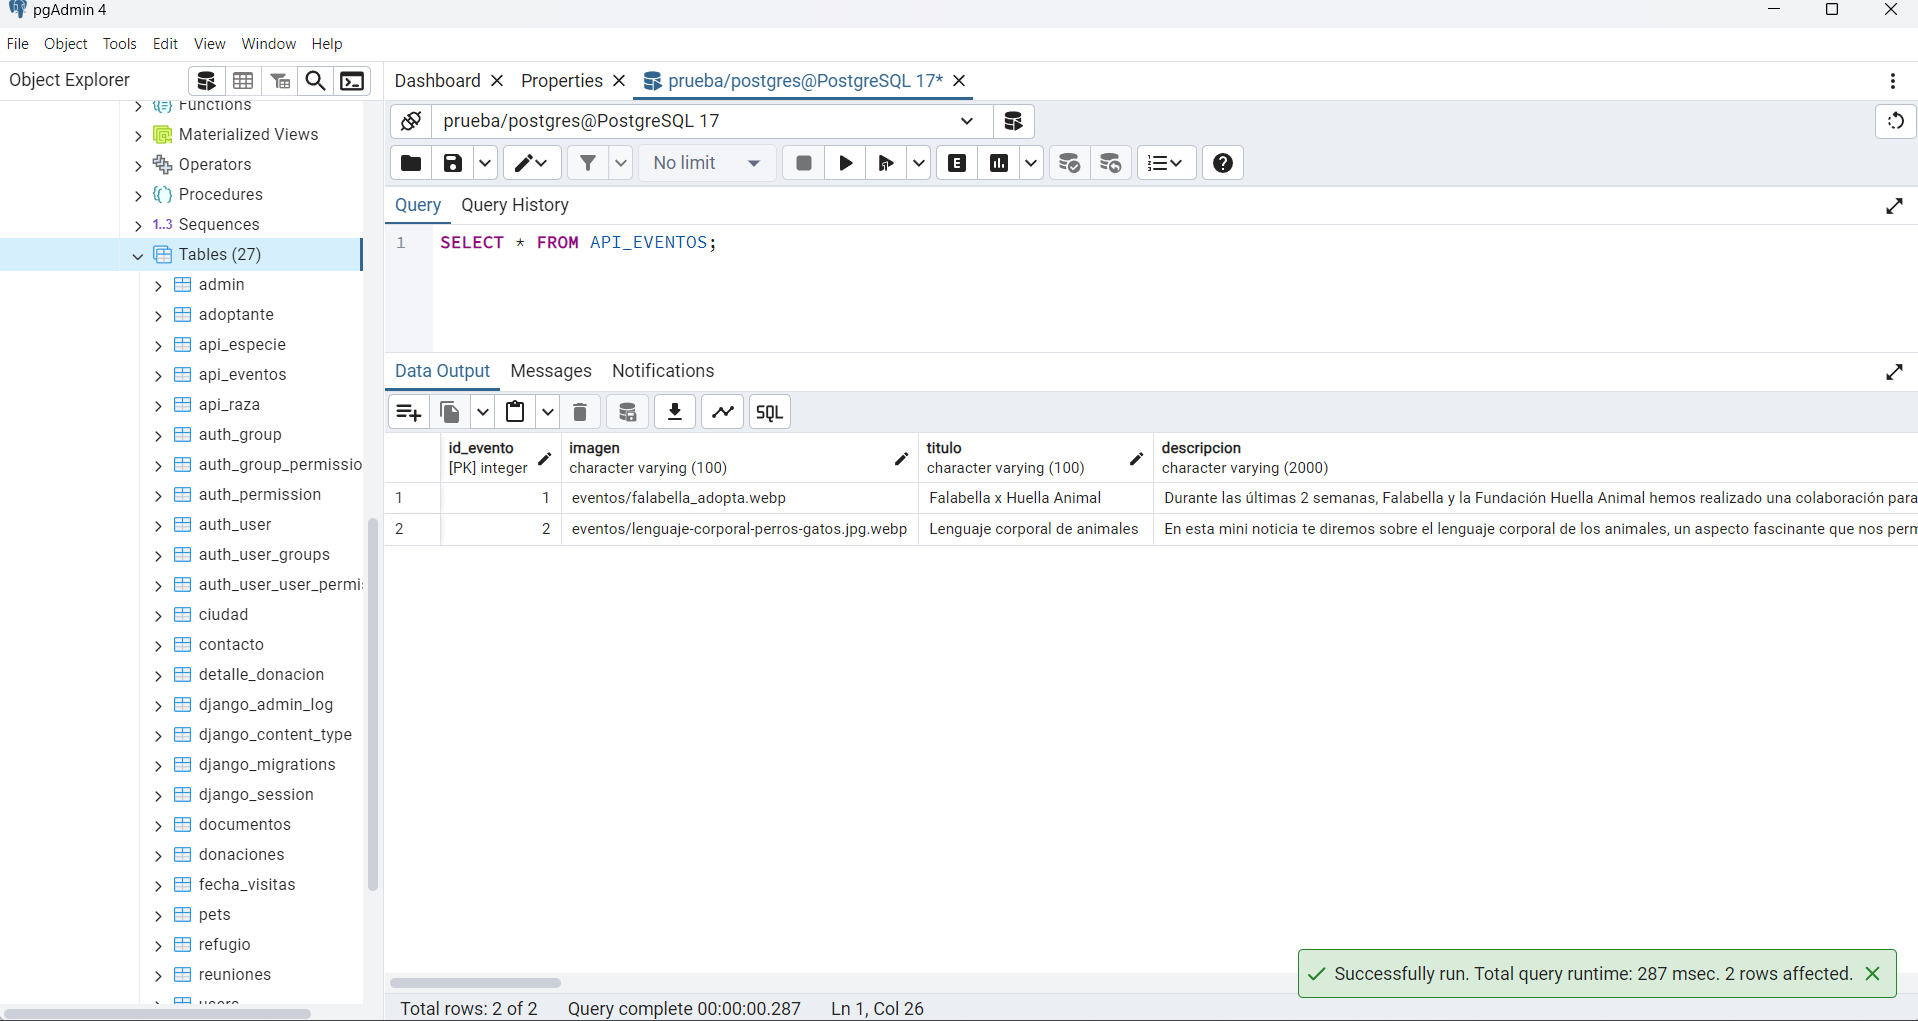 pgAdmin 4
File Object Tools Edit View Window Help
Object Explorer
Functions
Materialized Views
Operators
Procedures
1..3 Sequences
Tables (27)
admin
adoptante
api_especie
api_eventos
api_raza
auth_group
auth_group_permissio
auth_permission
auth_user
auth_user_groups
auth_user_user_permi
ciudad
contacto
detalle_donacion
django_admin_log
django_content_type
django_migrations
django_session
documentos
donaciones
fecha_visitas
pets
refugio
reuniones
Dashboard Properties prueba/postgres@PostgreSQL 17*
prueba/postgres@PostgreSQL 17
No limit E
Query Query History
1 SELECT * FROM API_EVENTOS;
Data Output Messages Notifications
SQL
id_evento imagen titulo descripcion
[PK] integer character varying (100) character varying (100) character varying (2000)
1 1 eventos/falabella_adopta.webp Falabella x Huella Animal Durante las últimas 2 semanas, Falabella y la Fundación Huella Animal hemos realizado una colaboración para
2 2 eventos/lenguaje-corporal-perros-gatos.jpg.webp Lenguaje corporal de animales En esta mini noticia te diremos sobre el lenguaje corporal de los animales, un aspecto fascinante que nos perm
Successfully run. Total query runtime: 287 msec. 2 rows affected.
Total rows: 2 of 2 Query complete 00:00:00.287 Ln 1, Col 26